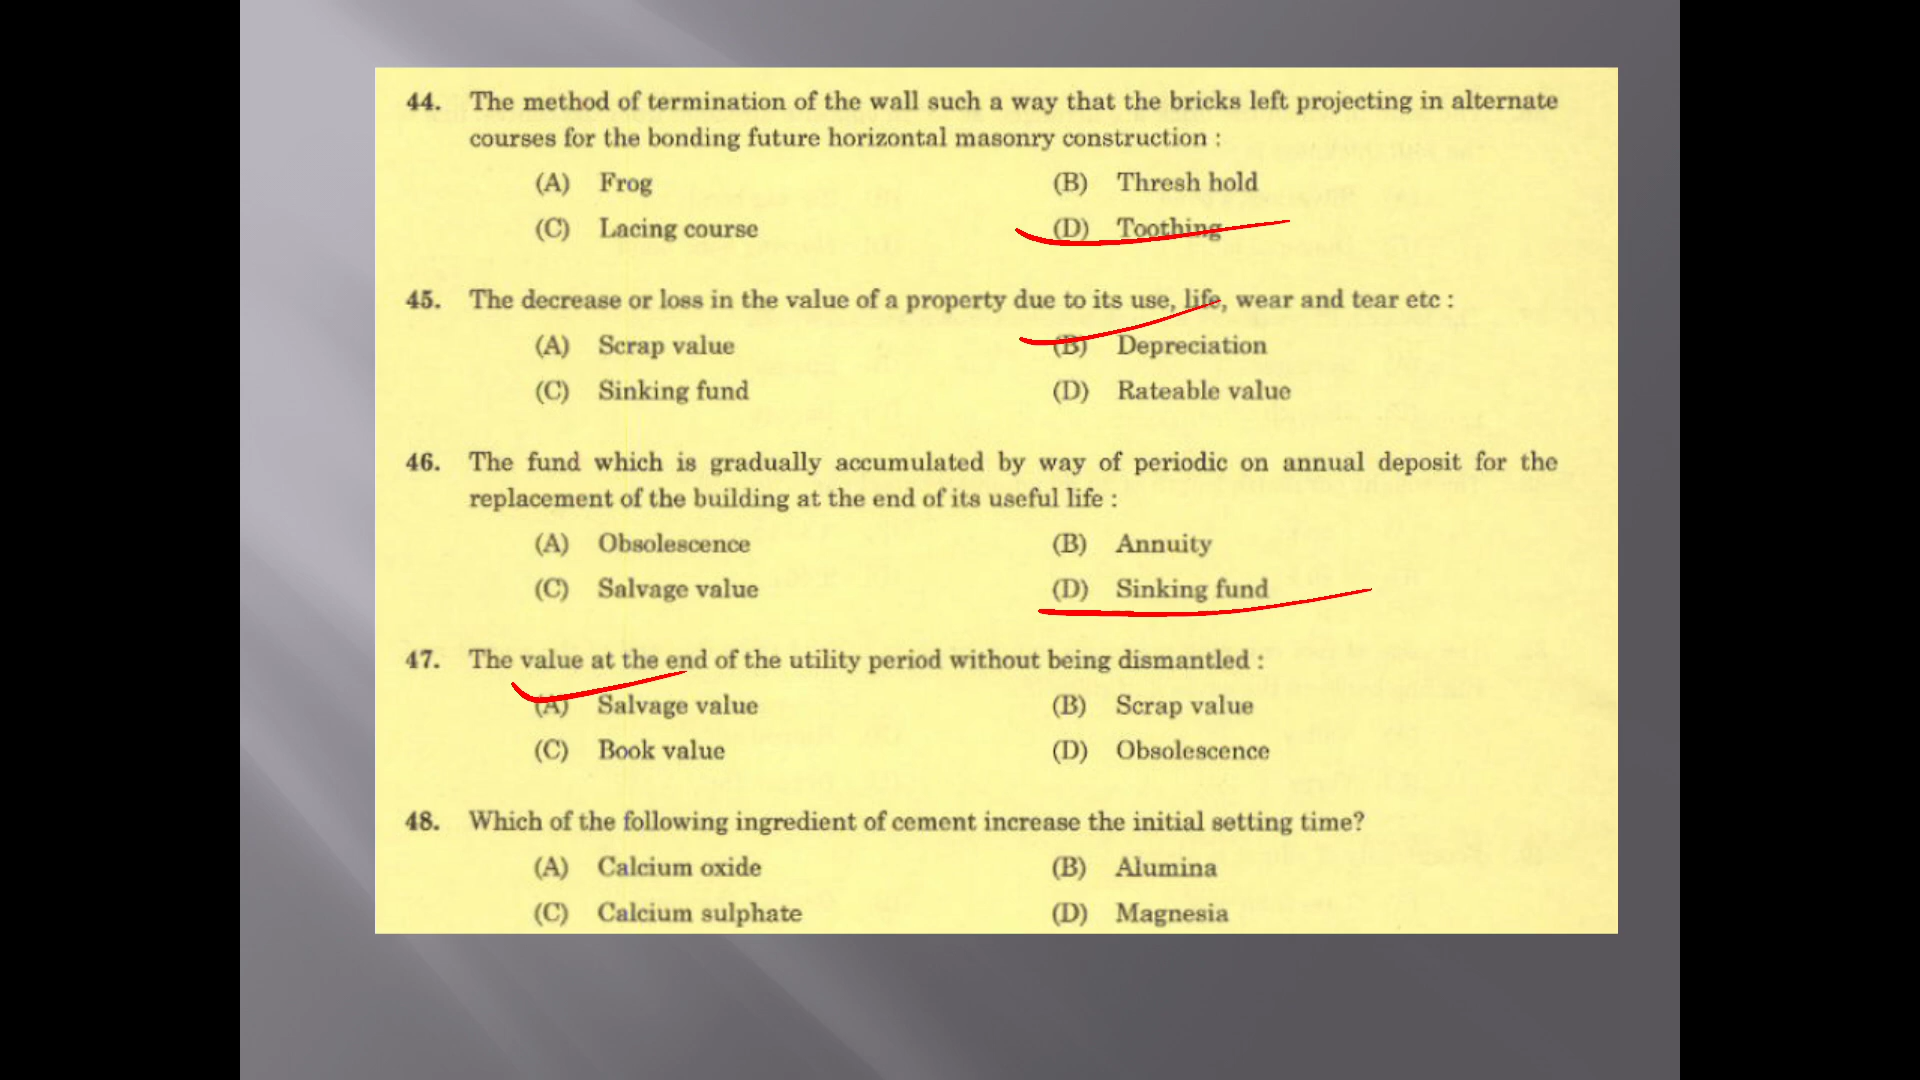 44. The method of termination of the wall such a way that the bricks left projecting in alternate
courses for the bonding future horizontal masonry construction :
(A) Frog (B) Thresh hold
(C) Lacing course (D) Toothing
45. The decrease or loss in the value of a property due to its use, life, wear and tear etc :
(A) Scrap value (B) Depreciation
(C) Sinking fund (D) Rateable value
46. The fund which is gradually accumulated by way of periodic on annual deposit for the
replacement of the building at the end of its useful life :
(A) Obsolescence (B) Annuity
(C) Salvage value (D) Sinking fund
47. The value at the end of the utility period without being dismantled :
(A) Salvage value (B) Scrap value
(C) Book value (D) Obsolescence
48. Which of the following ingredient of cement increase the initial setting time?
(A) Calcium oxide (B) Alumina
(C) Calcium sulphate (D) Magnesia